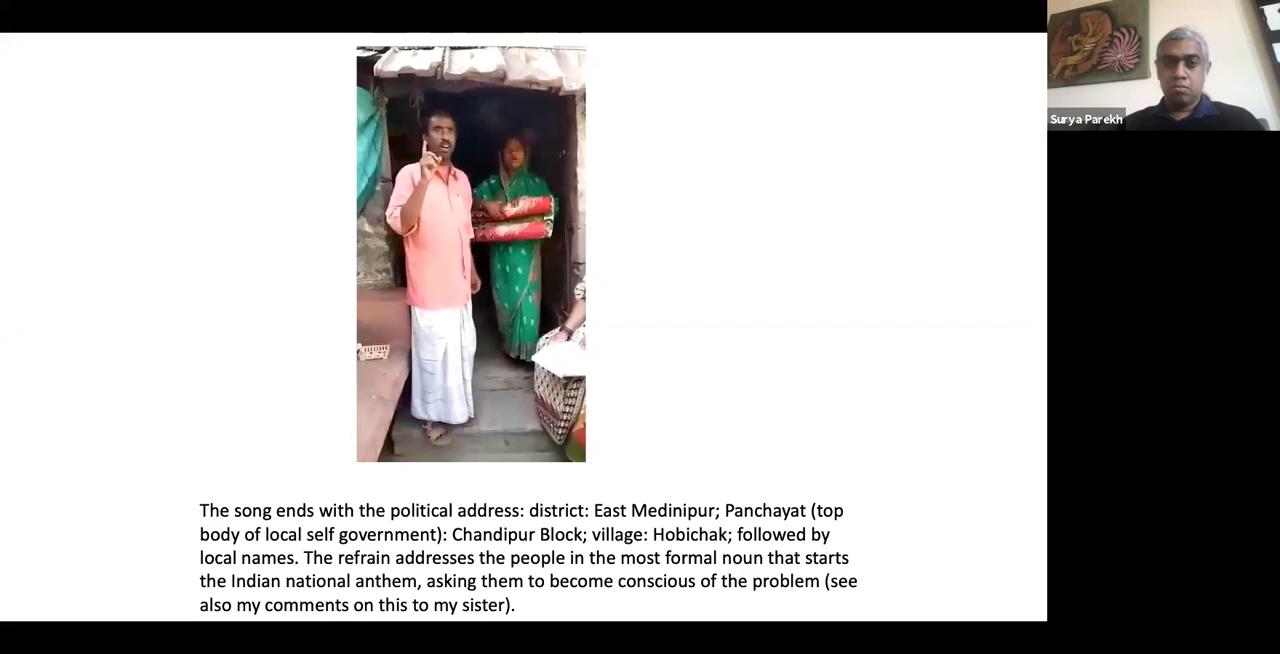 Surya Parekh
The song ends with the political address: district: East Medinipur; Panchayat (top
body of local self government): Chandipur Block; village: Hobichak; followed by
local names. The refrain addresses the people in the most formal noun that starts
the Indian national anthem, asking them to become conscious of the problem (see
also my comments on this to my sister).